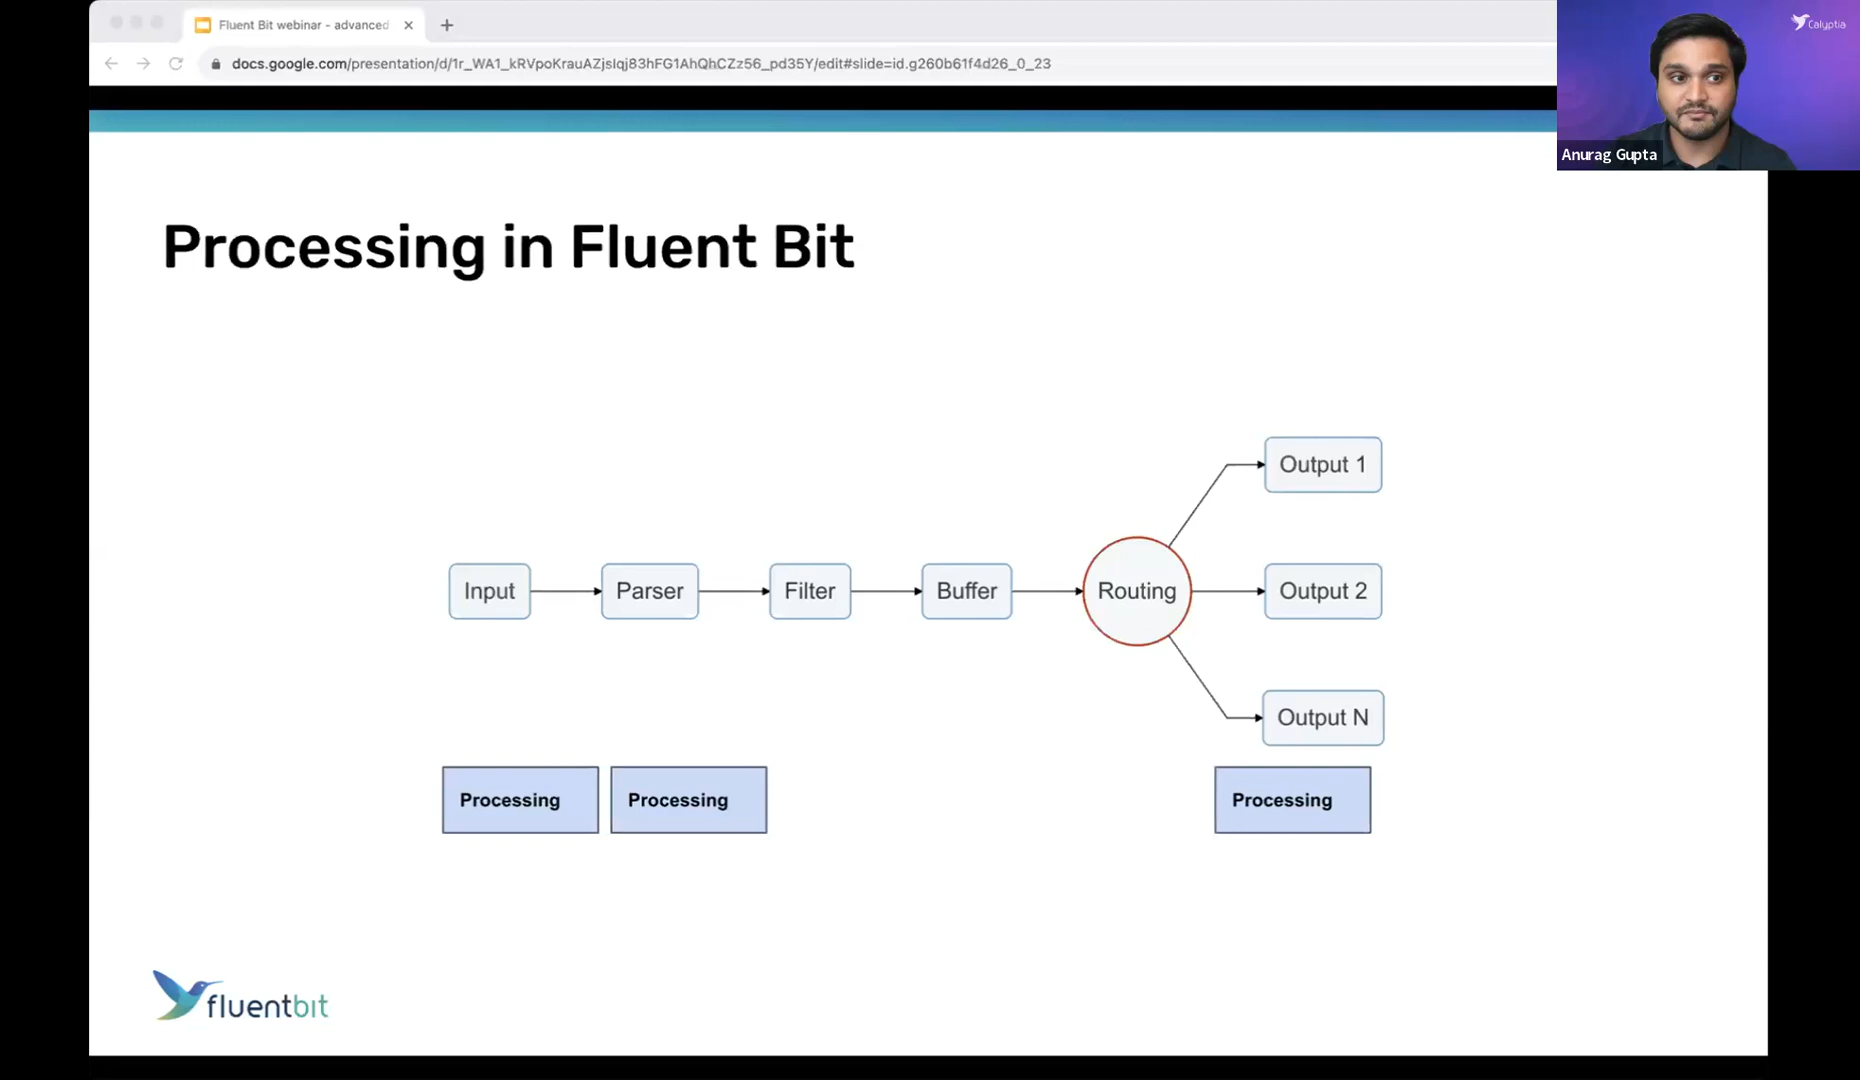 Fluent Bit webinar - advanced
docs.google.com/presentation/d/1r_WA1_kRVpoKrauAZjsIqj83hFG1AhQhCZz56_pd35Y/edit#slide=id.g260b61f4d26_0_23
Calyptia
Anurag Gupta
Processing in Fluent Bit
Output 1
Input
Parser
Filter
Buffer
Routing
Output 2
Output N
Processing
Processing
Processing
fluentbit